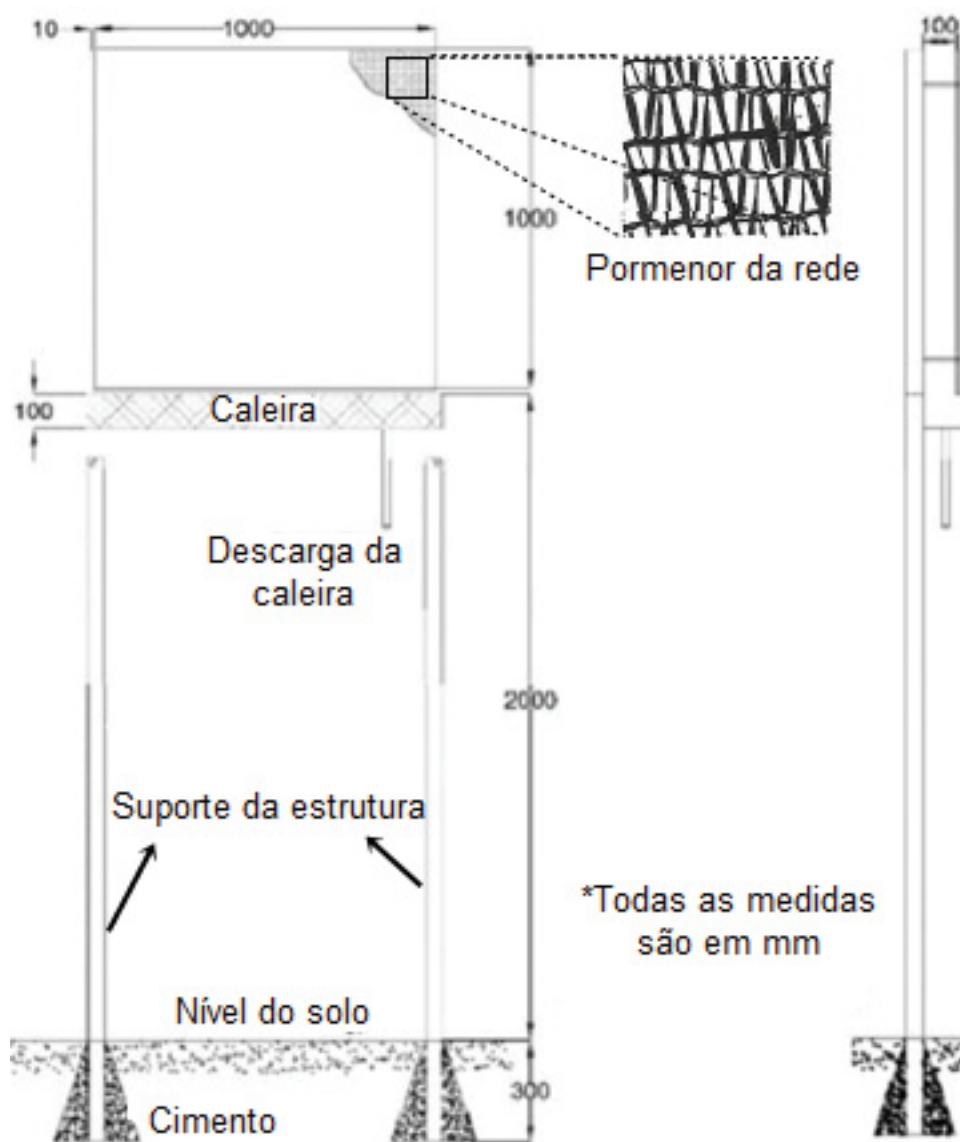 10
1000
100
1000
Pormenor da rede
100
Caleira
Descarga da
caleira
2000
Suporte da estrutura
*Todas as medidas
são em mm
Nível do solo
300
Cimento